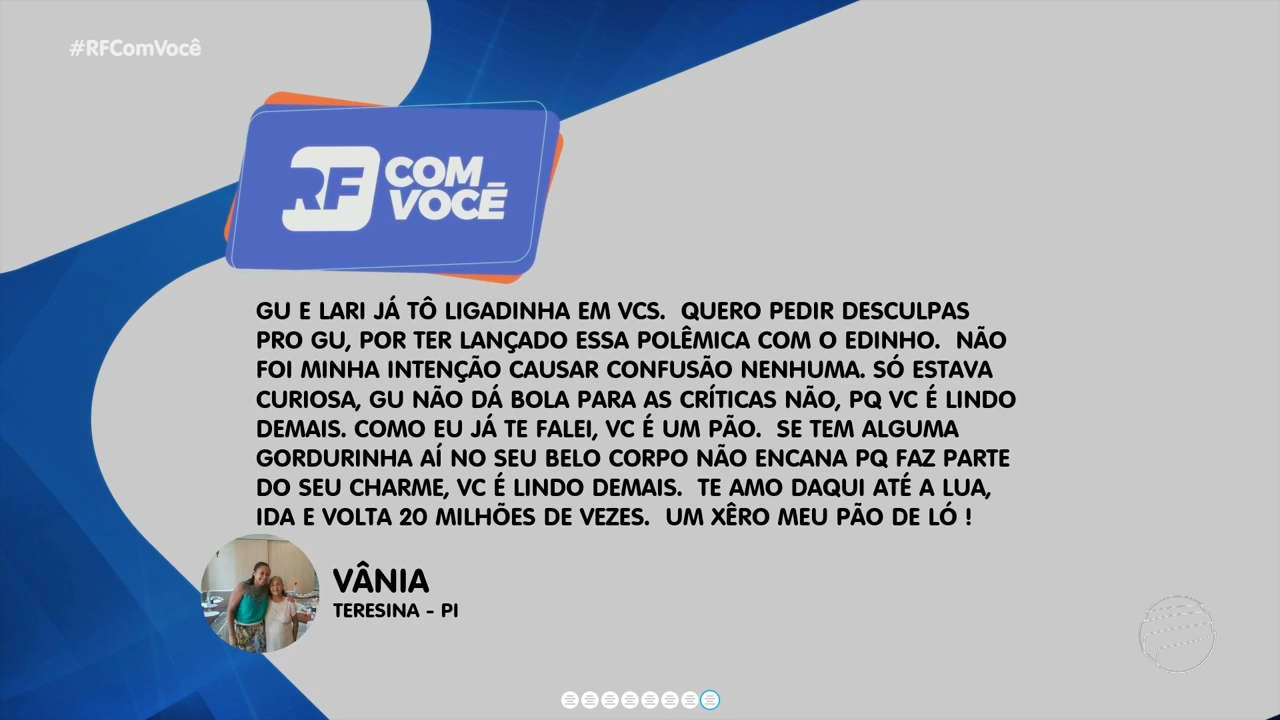 #RFComVocê
RF COM
VOCÊ
GU E LARI JÁ TÔ LIGADINHA EM VCS.  QUERO PEDIR DESCULPAS
PRO GU, POR TER LANÇADO ESSA POLÊMICA COM O EDINHO.  NÃO
FOI MINHA INTENÇÃO CAUSAR CONFUSÃO NENHUMA. SÓ ESTAVA
CURIOSA, GU NÃO DÁ BOLA PARA AS CRÍTICAS NÃO, PQ VC É LINDO
DEMAIS. COMO EU JÁ TE FALEI, VC É UM PÃO.  SE TEM ALGUMA
GORDURINHA AÍ NO SEU BELO CORPO NÃO ENCANA PQ FAZ PARTE
DO SEU CHARME, VC É LINDO DEMAIS.  TE AMO DAQUI ATÉ A LUA,
IDA E VOLTA 20 MILHÕES DE VEZES.  UM XÊRO MEU PÃO DE LÓ !
VÂNIA
TERESINA - PI